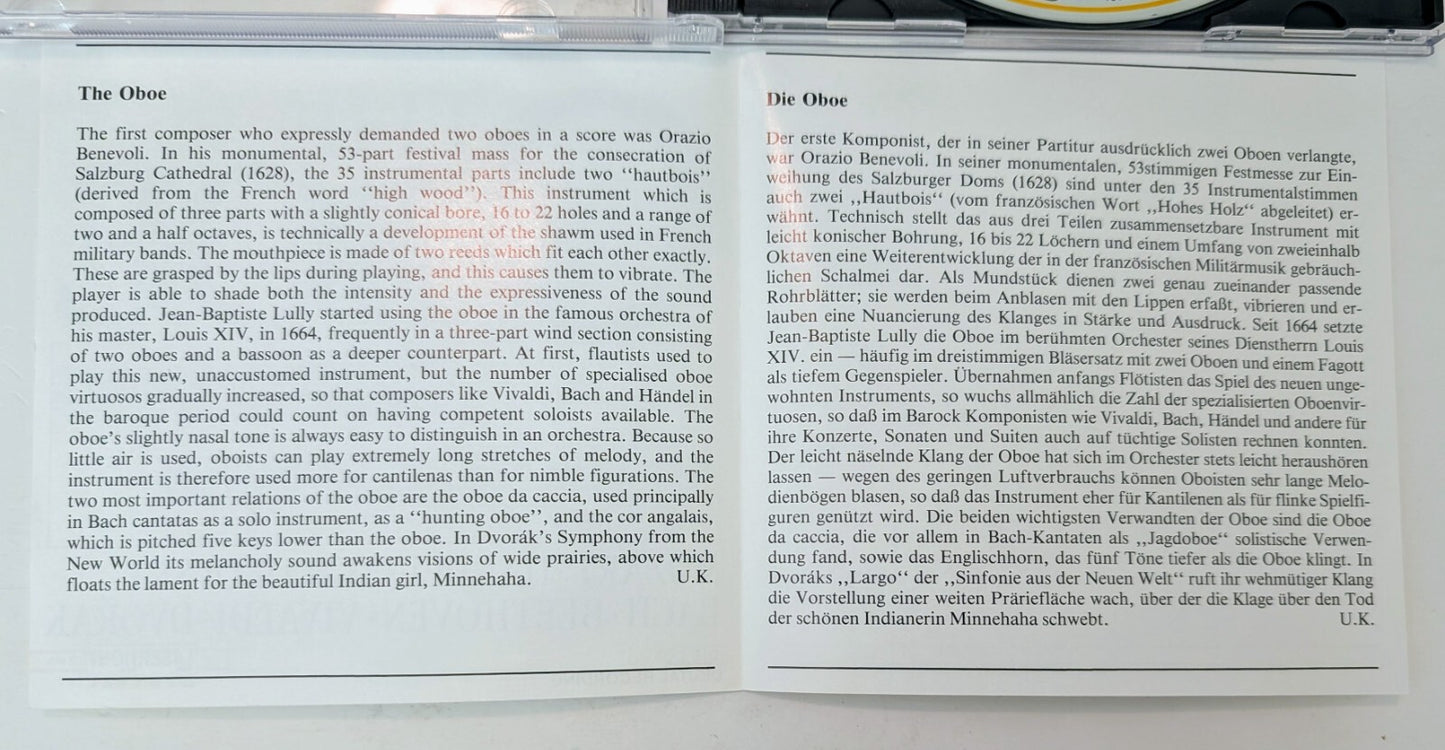 The Oboe
The first composer who expressly demanded two oboes in a score was Orazio
Benevoli. In his monumental, 53-part festival mass for the consecration of
Salzburg Cathedral (1628), the 35 instrumental parts include two ‘‘hautbois’’
(derived from the French word ‘‘high wood’’). This instrument which is
composed of three parts with a slightly conical bore, 16 to 22 holes and a range of
two and a half octaves, is technically a development of the shawm used in French
military bands. The mouthpiece is made of two reeds which fit each other exactly.
These are grasped by the lips during playing, and this causes them to vibrate. The
player is able to shade both the intensity and the expressiveness of the sound
produced. Jean-Baptiste Lully started using the oboe in the famous orchestra of
his master, Louis XIV, in 1664, frequently in a three-part wind section consisting
of two oboes and a bassoon as a deeper counterpart. At first, flautists used to
play this new, unaccustomed instrument, but the number of specialised oboe
virtuosos gradually increased, so that composers like Vivaldi, Bach and Händel in
the baroque period could count on having competent soloists available. The
oboe's slightly nasal tone is always easy to distinguish in an orchestra. Because so
little air is used, oboists can play extremely long stretches of melody, and the
instrument is therefore used more for cantilenas than for nimble figurations. The
two most important relations of the oboe are the oboe da caccia, used principally
in Bach cantatas as a solo instrument, as a ‘‘hunting oboe’’, and the cor angalais,
which is pitched five keys lower than the oboe. In Dvorák's Symphony from the
New World its melancholy sound awakens visions of wide prairies, above which
floats the lament for the beautiful Indian girl, Minnehaha. U.K.
Die Oboe
Der erste Komponist, der in seiner Partitur ausdrücklich zwei Oboen verlangte,
war Orazio Benevoli. In seiner monumentalen, 53stimmigen Festmesse zur Ein-
weihung des Salzburger Doms (1628) sind unter den 35 Instrumentalstimmen
auch zwei ,,Hautbois‘‘ (vom französischen Wort ,,Hohes Holz‘‘ abgeleitet) er-
wähnt. Technisch stellt das aus drei Teilen zusammensetzbare Instrument mit
leicht konischer Bohrung, 16 bis 22 Löchern und einem Umfang von zweieinhalb
Oktaven eine Weiterentwicklung der in der französischen Militärmusik gebräuch-
lichen Schalmei dar. Als Mundstück dienen zwei genau zueinander passende
Rohrblätter; sie werden beim Anblasen mit den Lippen erfaßt, vibrieren und er-
lauben eine Nuancierung des Klanges in Stärke und Ausdruck. Seit 1664 setzte
Jean-Baptiste Lully die Oboe im berühmten Orchester seines Dienstherrn Louis
XIV. ein — häufig im dreistimmigen Bläsersatz mit zwei Oboen und einem Fagott
als tiefem Gegenspieler. Übernahmen anfangs Flötisten das Spiel des neuen unge-
wohnten Instruments, so wuchs allmählich die Zahl der spezialisierten Oboenvir-
tuosen, so daß im Barock Komponisten wie Vivaldi, Bach, Händel und andere für
ihre Konzerte, Sonaten und Suiten auch auf tüchtige Solisten rechnen konnten.
Der leicht näselnde Klang der Oboe hat sich im Orchester stets leicht heraushören
lassen — wegen des geringen Luftverbrauchs können Oboisten sehr lange Melo-
dienbögen blasen, so daß das Instrument eher für Kantilenen als für flinke Spielfi-
guren genützt wird. Die beiden wichtigsten Verwandten der Oboe sind die Oboe
da caccia, die vor allem in Bach-Kantaten als ,,Jagdoboe‘‘ solistische Verwen-
dung fand, sowie das Englischhorn, das fünf Töne tiefer als die Oboe klingt. In
Dvoráks ,,Largo‘‘ der ,,Sinfonie aus der Neuen Welt‘‘ ruft ihr wehmütiger Klang
die Vorstellung einer weiten Präriefläche wach, über der die Klage über den Tod
der schönen Indianerin Minnehaha schwebt. U.K.